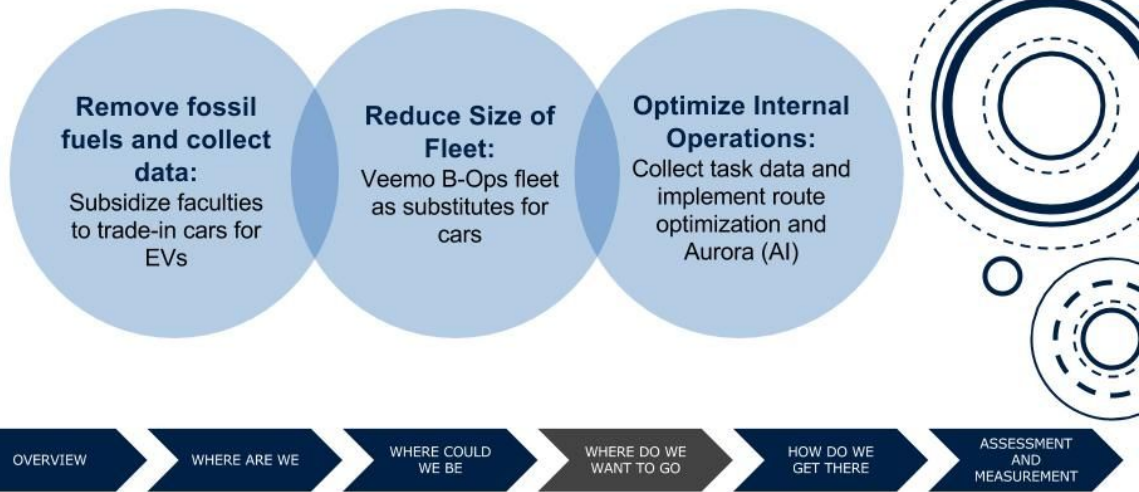 Remove fossil
fuels and collect
data:
Subsidize faculties
to trade-in cars for
EVs
Reduce Size of
Fleet:
Veemo B-Ops fleet
as substitutes for
cars
Optimize Internal
Operations:
Collect task data and
implement route
optimization and
Aurora (AI)
OVERVIEW
WHERE ARE WE
WHERE COULD
WE BE
WHERE DO WE
WANT TO GO
HOW DO WE
GET THERE
ASSESSMENT
AND
MEASUREMENT